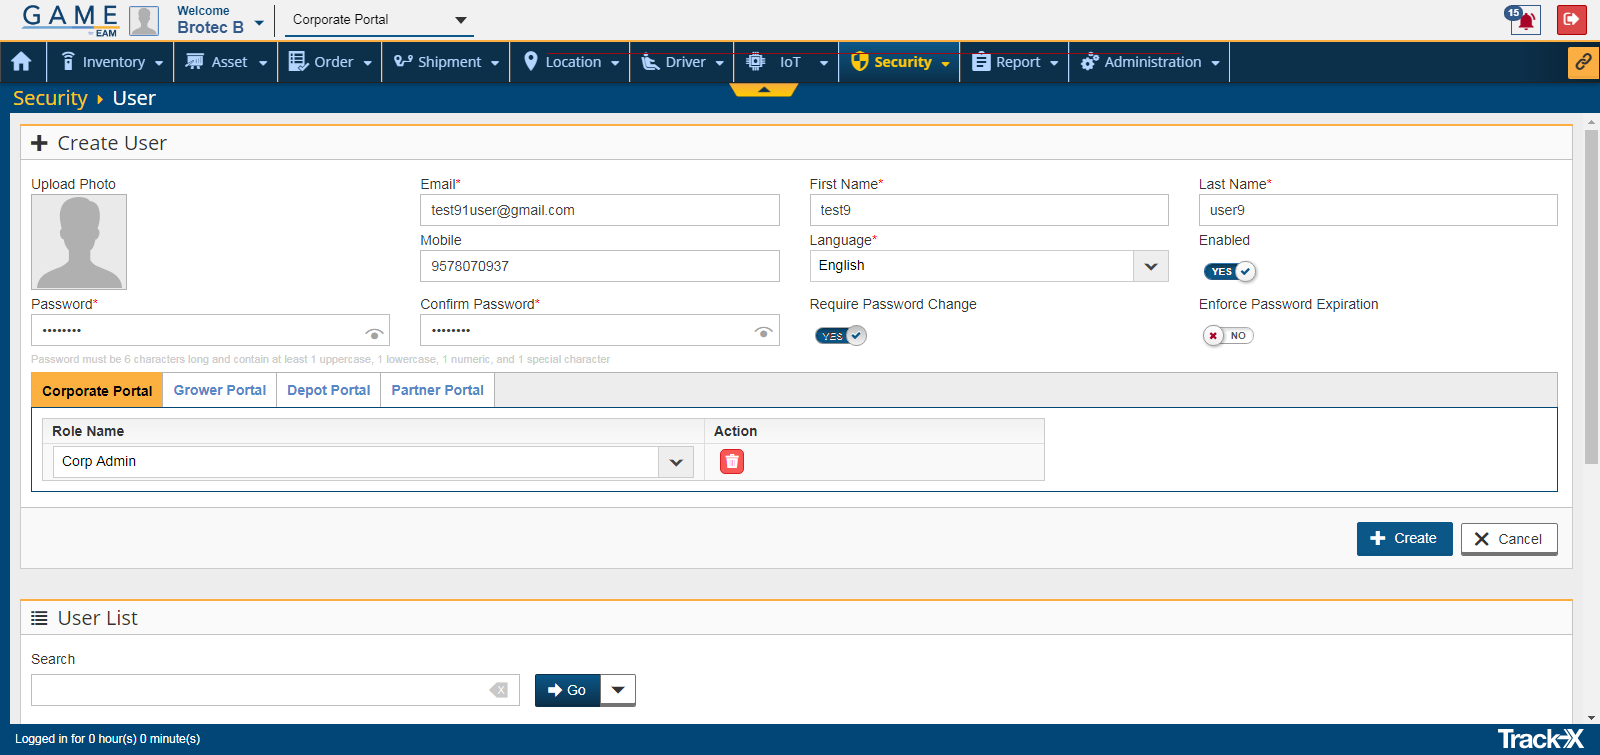 GAME
by EAM
Welcome
Brotec B
Corporate Portal
15
Inventory
Asset
Order
Shipment
Location
Driver
IoT
Security
Report
Administration
Security
User
Create User
Upload Photo
Email*
First Name*
Last Name*
test91user@gmail.com
test9
user9
Mobile
Language*
Enabled
9578070937
English
YES
Password*
Confirm Password*
Require Password Change
Enforce Password Expiration
••••••••
••••••••
YES
NO
Password must be 6 characters long and contain at least 1 uppercase, 1 lowercase, 1 numeric, and 1 special character
Corporate Portal
Grower Portal
Depot Portal
Partner Portal
Role Name
Action
Corp Admin
Create
Cancel
User List
Search
Go
Logged in for 0 hour(s) 0 minute(s)
Track-X